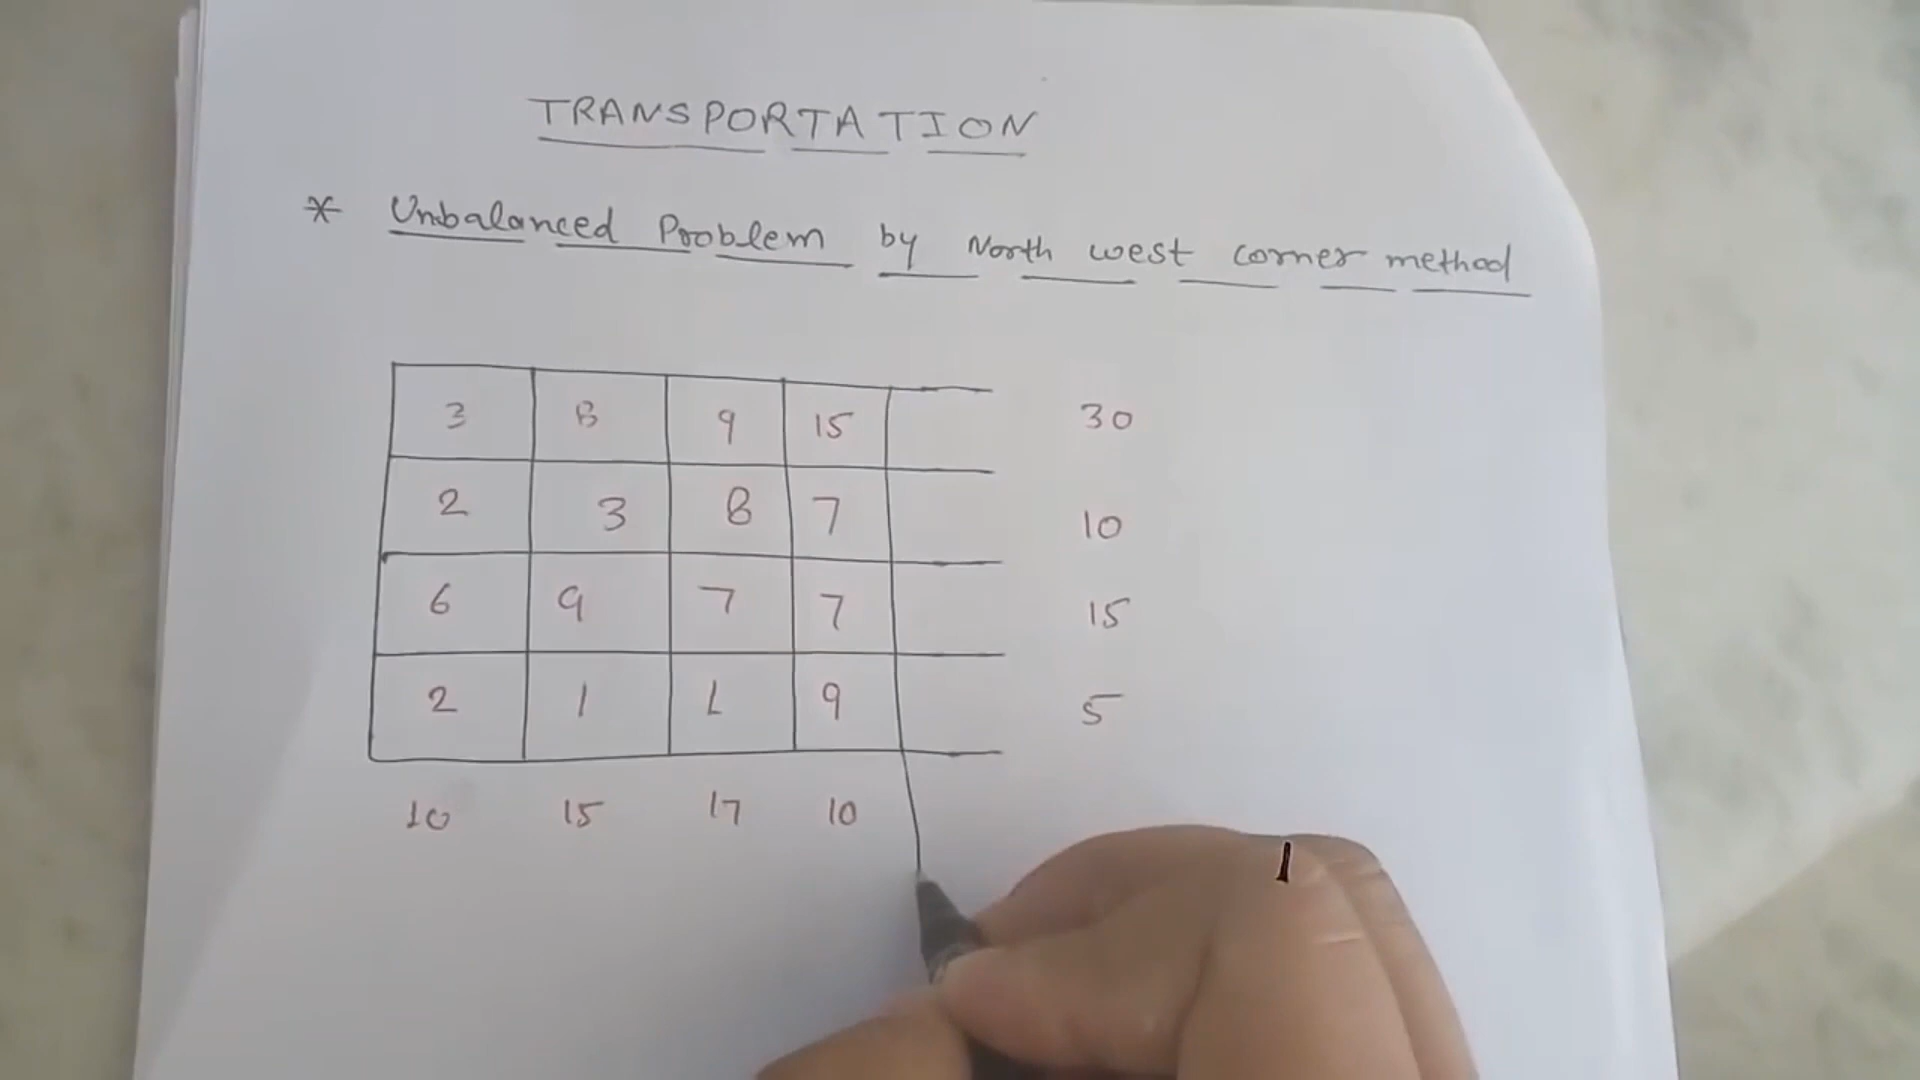 TRANSPORTATION
* Unbalanced Problem by North west corner method
3 8 9 15 30
2 3 8 7 10
6 9 7 7 15
2 1 1 9 5
10 15 17 10